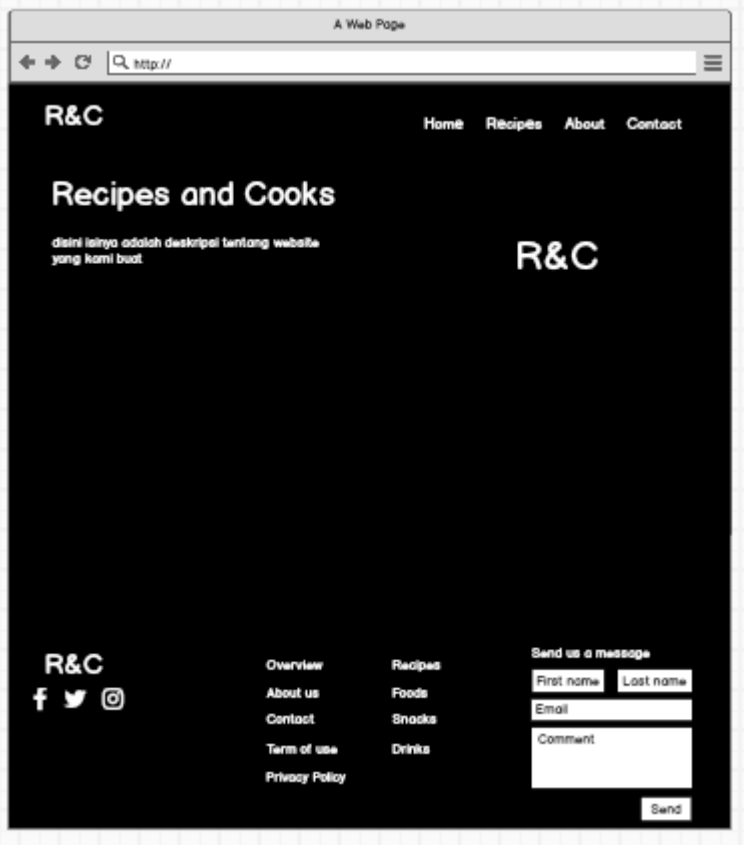 A Web Page
http://
R&C
Home Recipes About Contact
Recipes and Cooks
disini isinya adalah deskripsi tentang website
yang kami buat
R&C
R&C
Overview
About us
Contact
Term of use
Privacy Policy
Recipes
Foods
Snacks
Drinks
Send us a message
First name Last name
Email
Comment
Send